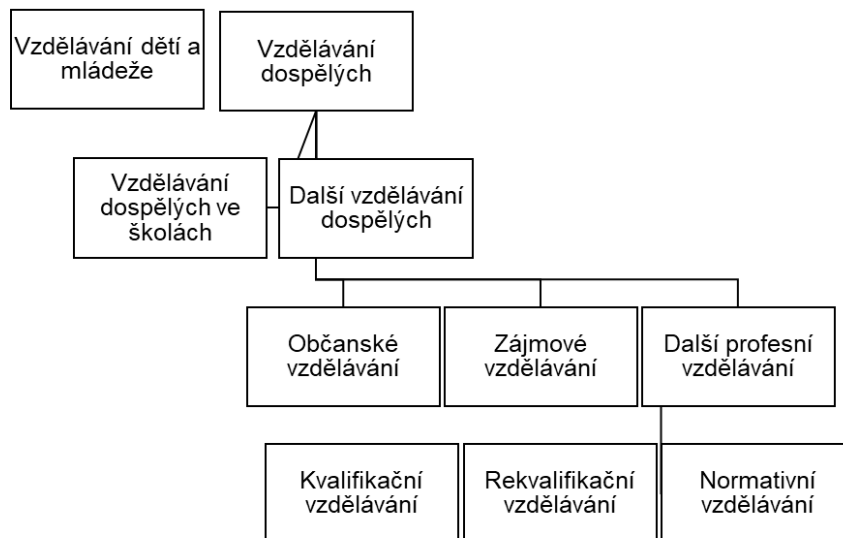 Vzdělávání dětí a
mládeže
Vzdělávání
dospělých
Vzdělávání
dospělých ve
školách
Další vzdělávání
dospělých
Občanské
vzdělávání
Zájmové
vzdělávání
Další profesní
vzdělávání
Kvalifikační
vzdělávání
Rekvalifikační
vzdělávání
Normativní
vzdělávání